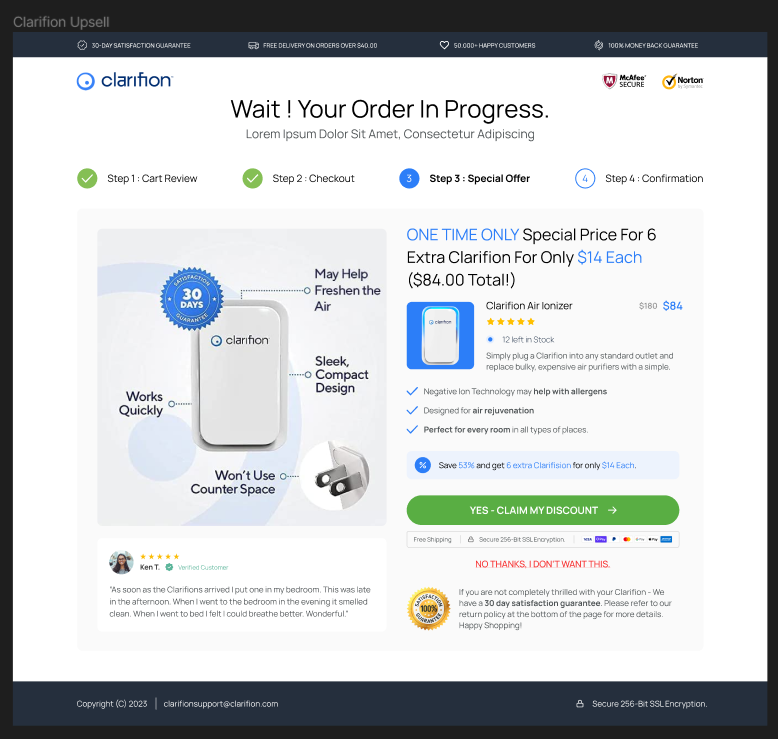 Clarifion Upsell
30-DAY SATISFACTION GUARANTEE
FREE DELIVERY ON ORDERS OVER $40.00
50.000+ HAPPY CUSTOMERS
100% MONEY BACK GUARANTEE
clarifion
McAfee
SECURE
Norton
by Symantec
Wait ! Your Order In Progress.
Lorem Ipsum Dolor Sit Amet, Consectetur Adipiscing
Step 1 : Cart Review
Step 2 : Checkout
3
Step 3 : Special Offer
4
Step 4 : Confirmation
SATISFACTION
30
DAYS
GUARANTEE
May Help
Freshen the
Air
clarifion
Sleek,
Compact
Design
Works
Quickly
Won't Use
Counter Space
Ken T.
Verified Customer
"As soon as the Clarifions arrived I put one in my bedroom. This was late
in the afternoon. When I went to the bedroom in the evening it smelled
clean. When I went to bed I felt I could breathe better. Wonderful."
ONE TIME ONLY Special Price For 6
Extra Clarifion For Only $14 Each
($84.00 Total!)
clarifion
Clarifion Air Ionizer
$180 $84
12 left in Stock
Simply plug a Clarifion into any standard outlet and
replace bulky, expensive air purifiers with a simple.
Negative Ion Technology may help with allergens
Designed for air rejuvenation
Perfect for every room in all types of places.
% Save 53% and get 6 extra Clarifision for only $14 Each.
YES - CLAIM MY DISCOUNT
Free Shipping
Secure 256-Bit SSL Encryption.
VISA
NO THANKS, I DON'T WANT THIS.
SATISFACTION
100%
GUARANTEE
If you are not completely thrilled with your Clarifion - We
have a 30 day satisfaction guarantee. Please refer to our
return policy at the bottom of the page for more details.
Happy Shopping!
Copyright (C) 2023
clarifionsupport@clarifion.com
Secure 256-Bit SSL Encryption.